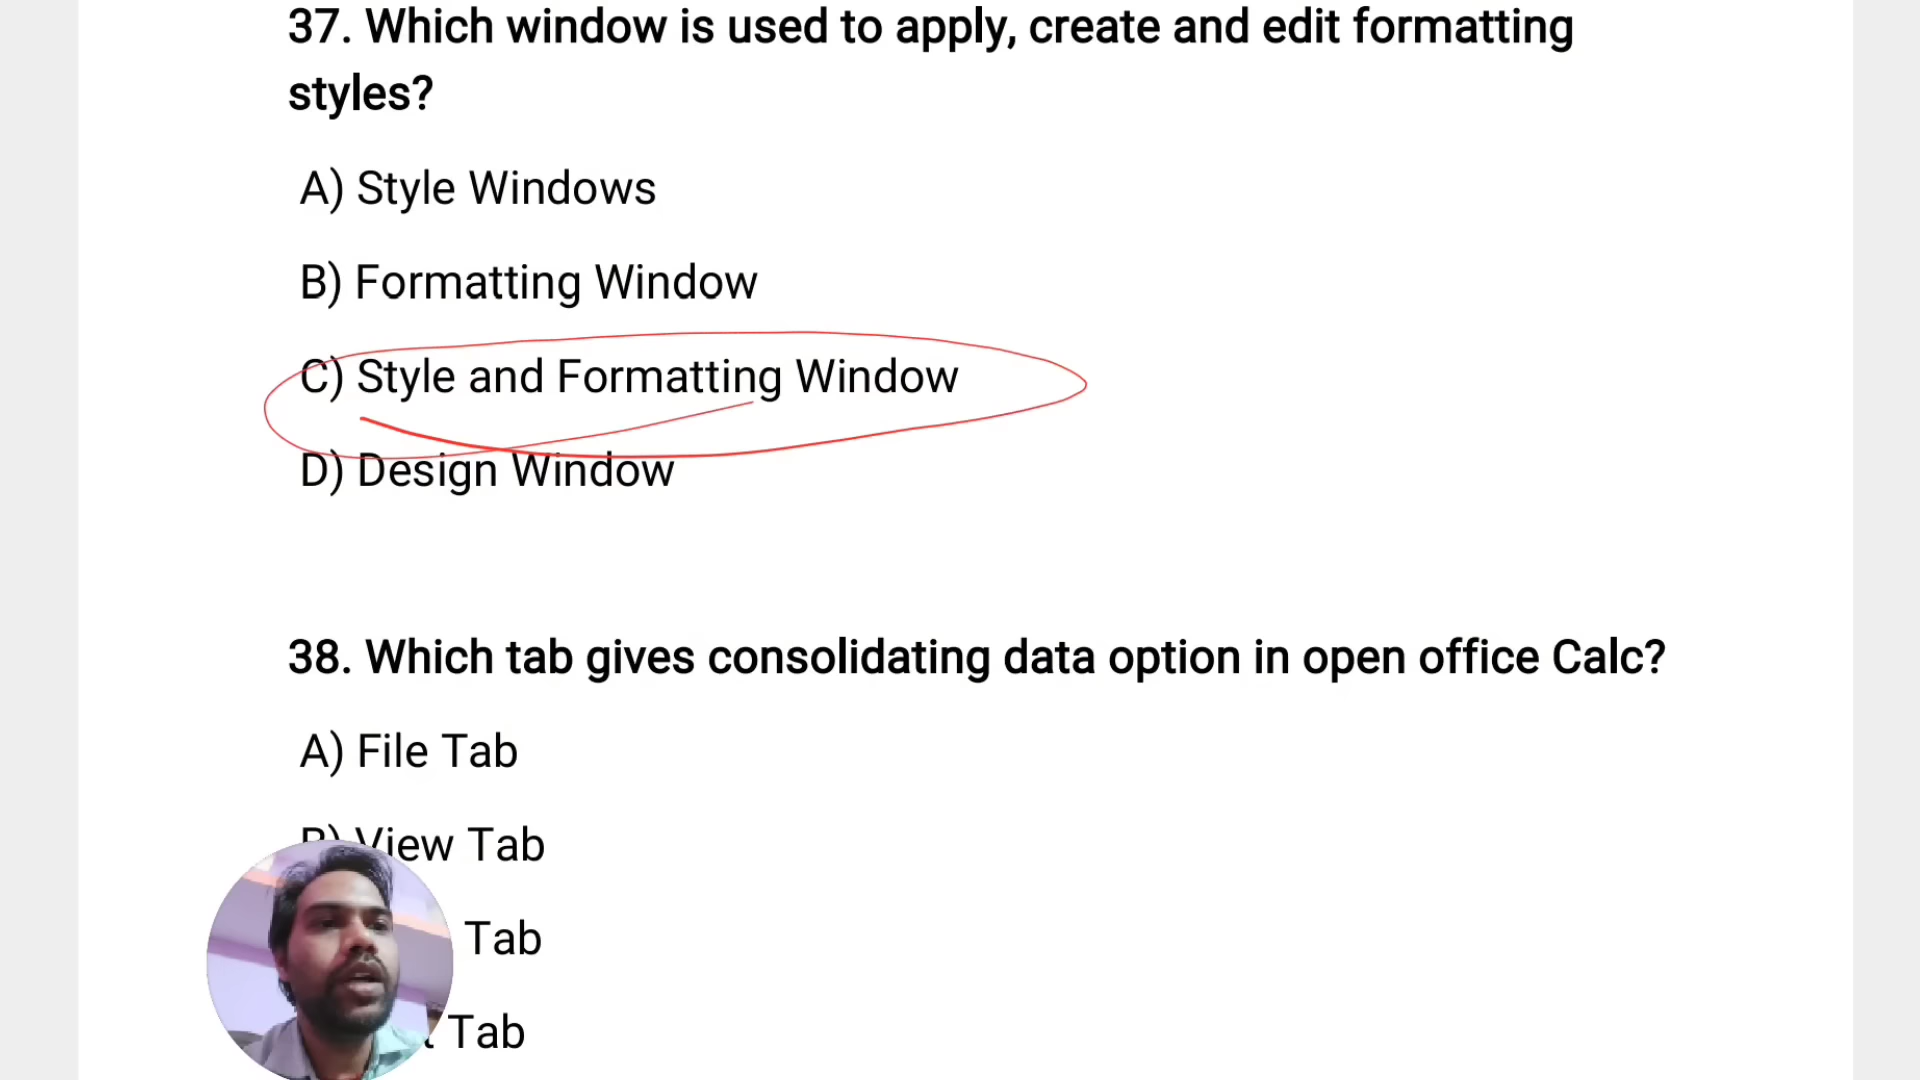 37. Which window is used to apply, create and edit formatting
styles?
A) Style Windows
B) Formatting Window
C) Style and Formatting Window
D) Design Window
38. Which tab gives consolidating data option in open office Calc?
A) File Tab
View Tab
Tab
Tab